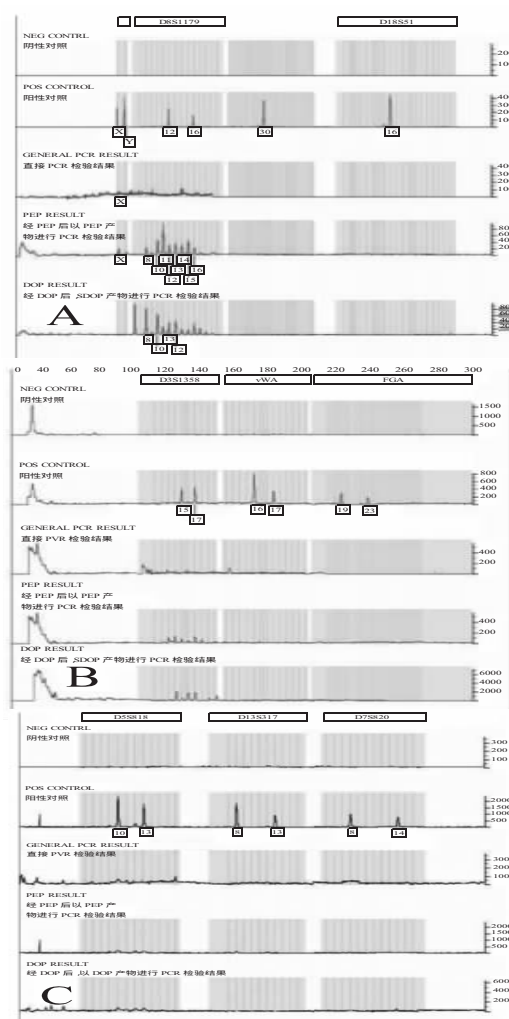 D8S1179 D18S51
NEG CONTRL
阴性对照
20
10
POS CONTROL
阳性对照
40
30
20
10
X 12 16 30 16
Y
GENERAL PCR RESULT
直接 PCR 检验结果
40
30
20
10
X
PEP RESULT
经 PEP 后以 PEP 产
物进行 PCR 检验结果
80
60
40
20
X 8 11 14
10 13 16
12 15
DOP RESULT
经 DOP 后 ,SDOP 产物进行 PCR 检验结果
A
8 13
10 12
0 20 40 60 80 100 120 140 160 180 200 220 240 260 280 300
D3S1358 vWA FGA
NEG CONTRL
阴性对照
1500
1000
500
POS CONTROL
阳性对照
800
600
400
200
15 16 17 19 23
17
GENERAL PCR RESULT
直接 PVR 检验结果
400
200
PEP RESULT
经 PEP 后以 PEP 产
物进行 PCR 检验结果
400
200
DOP RESULT
经 DOP 后 ,SDOP 产物进行 PCR 检验结果
B
6000
4000
2000
D5S818 D13S317 D7S820
NEG CONTRL
阴性对照
300
200
100
POS CONTROL
阳性对照
2000
1500
1000
500
10 13 8 13 8 14
GENERAL PCR RESULT
直接 PVR 检验结果
300
200
100
PEP RESULT
经 PEP 后以 PEP 产
物进行 PCR 检验结果
2000
1500
1000
500
DOP RESULT
经 DOP 后 ,以 DOP 产物进行 PCR 检验结果
C
600
400
200